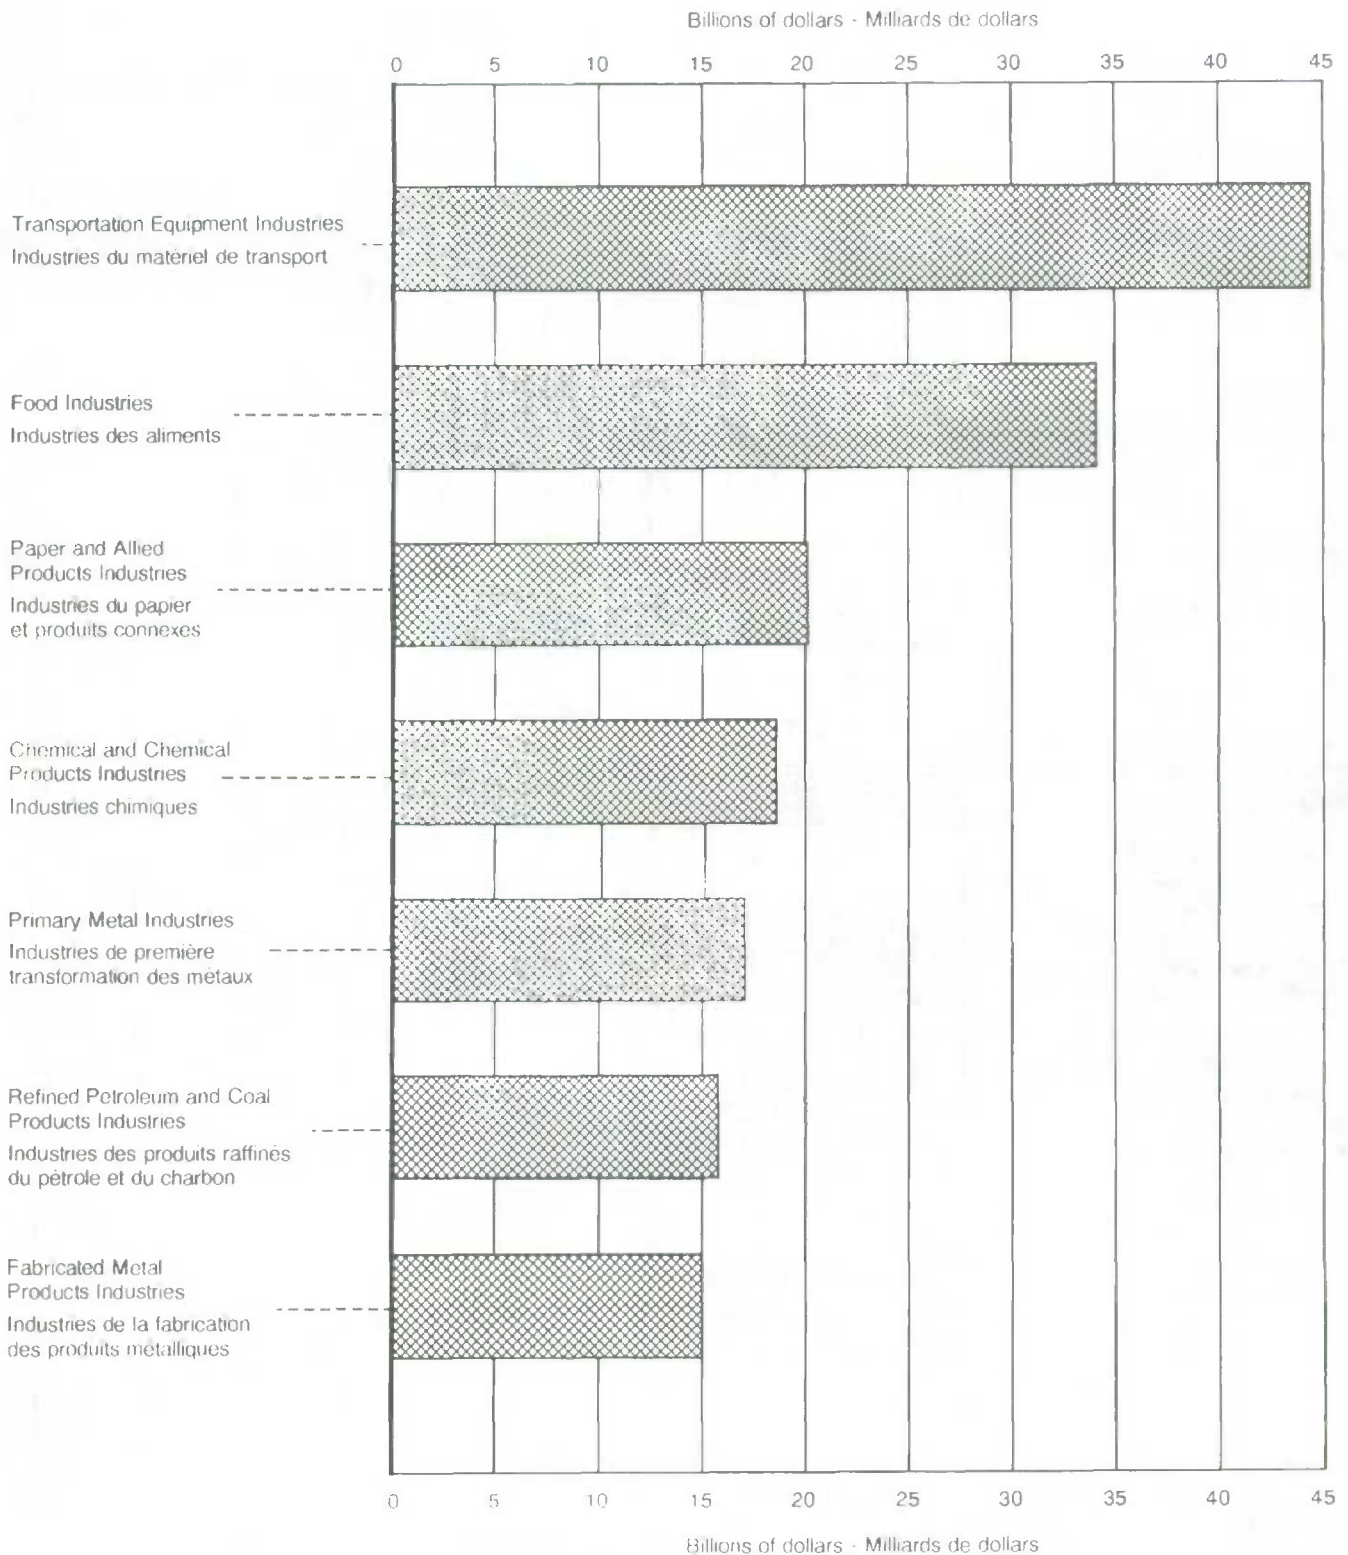 Billions of dollars - Milliards de dollars
0 5 10 15 20 25 30 35 40 45
Transportation Equipment Industries
Industries du matériel de transport
Food Industries
Industries des aliments
Paper and Allied
Products Industries
Industries du papier
et produits connexes
Chemical and Chemical
Products Industries
Industries chimiques
Primary Metal Industries
Industries de première
transformation des métaux
Refined Petroleum and Coal
Products Industries
Industries des produits raffinés
du pétrole et du charbon
Fabricated Metal
Products Industries
Industries de la fabrication
des produits métalliques
0 5 10 15 20 25 30 35 40 45
Billions of dollars - Milliards de dollars